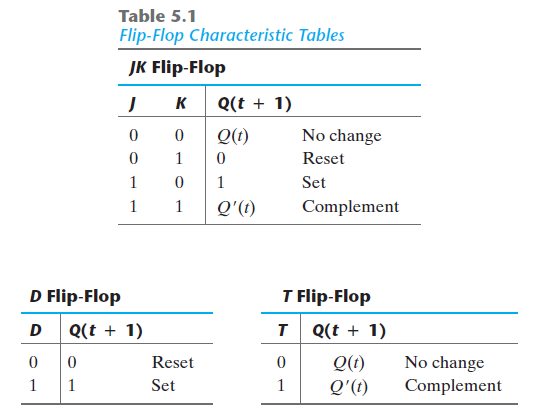 Table 5.1
Flip-Flop Characteristic Tables
JK Flip-Flop
J K Q(t + 1)
0 0 Q(t) No change
0 1 0 Reset
1 0 1 Set
1 1 Q′(t) Complement
D Flip-Flop
D Q(t + 1)
0 0 Reset
1 1 Set
T Flip-Flop
T Q(t + 1)
0 Q(t) No change
1 Q′(t) Complement